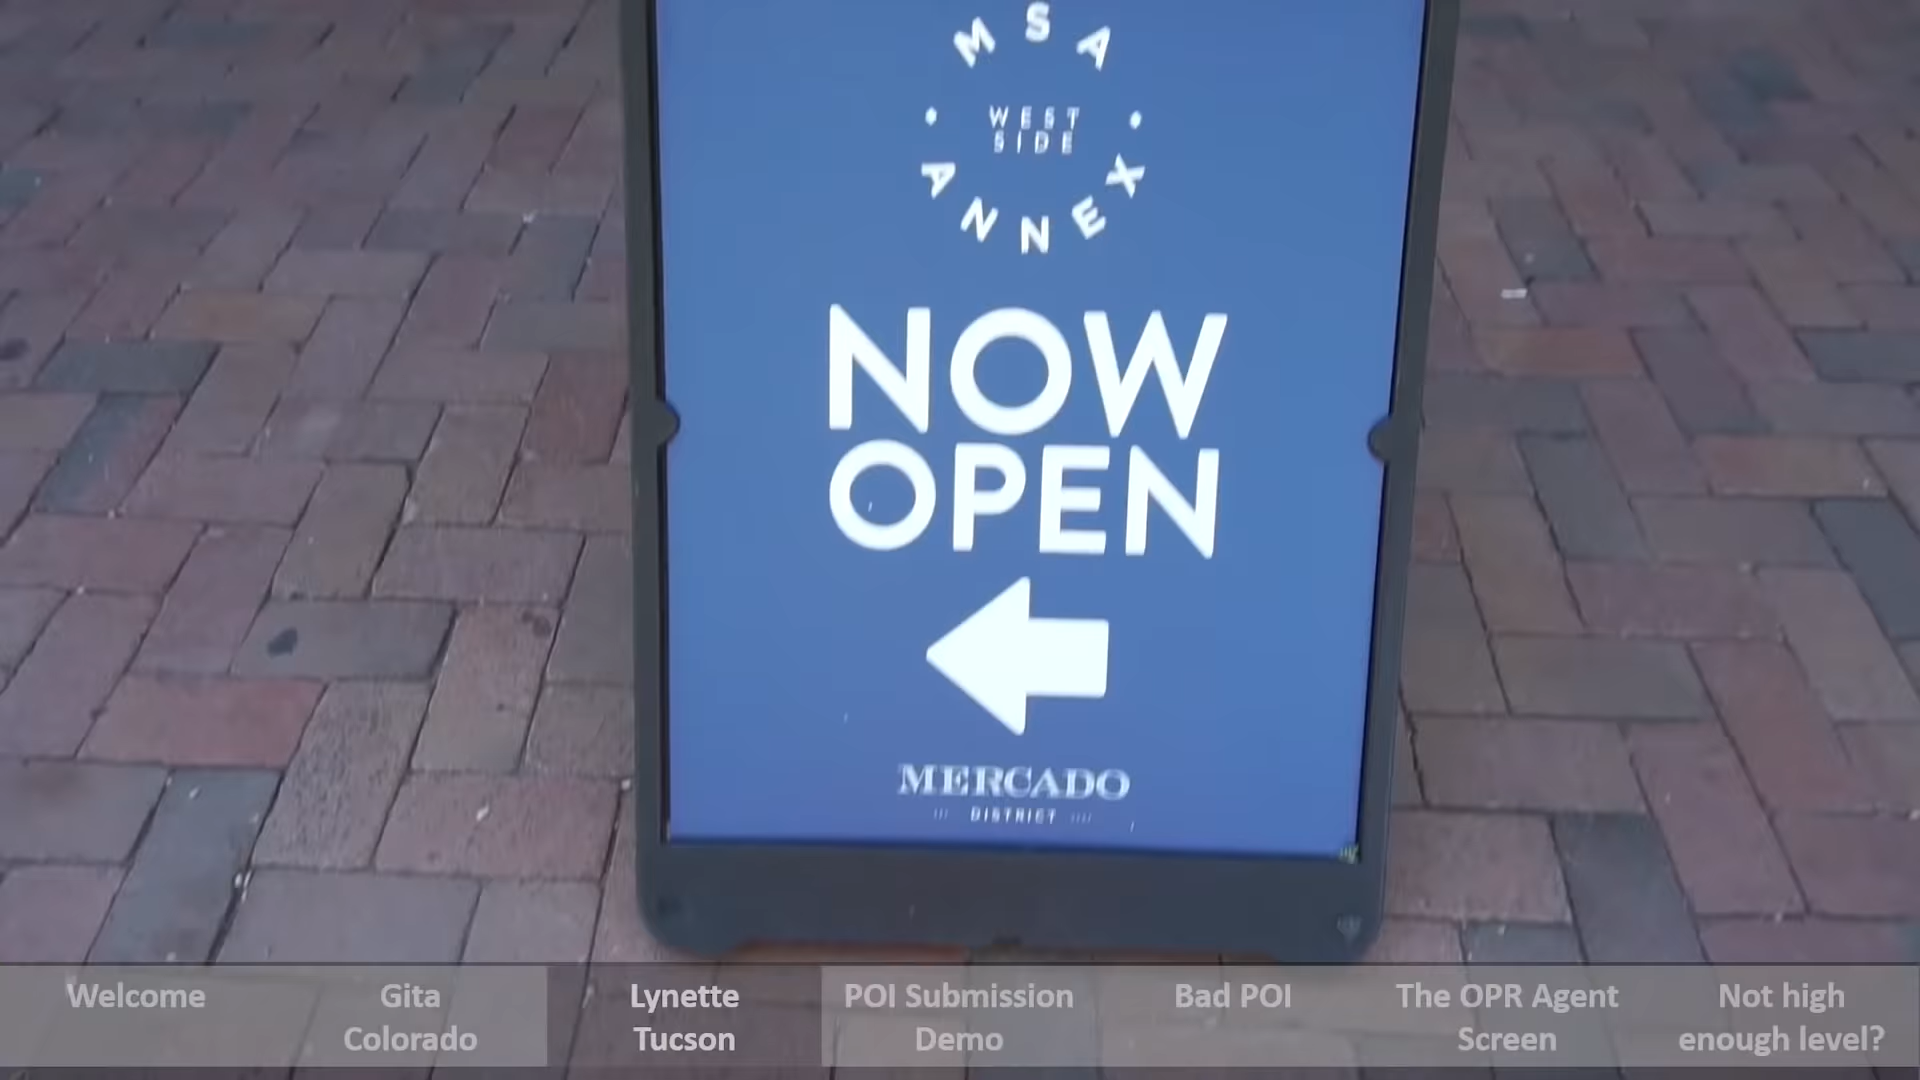 MSA
WEST
SIDE
ANNEX
NOW
OPEN
MERCADO
DISTRICT
Welcome
Gita
Colorado
Lynette
Tucson
POI Submission
Demo
Bad POI
The OPR Agent
Screen
Not high
enough level?